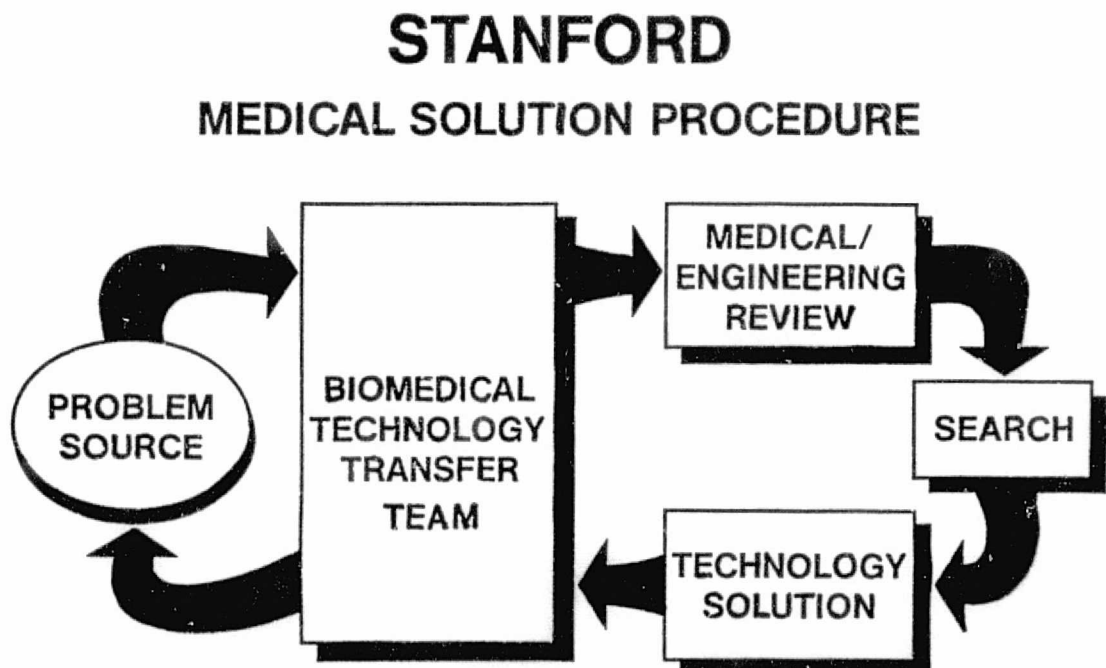 STANFORD
MEDICAL SOLUTION PROCEDURE
PROBLEM
SOURCE
BIOMEDICAL
TECHNOLOGY
TRANSFER
TEAM
MEDICAL/
ENGINEERING
REVIEW
SEARCH
TECHNOLOGY
SOLUTION